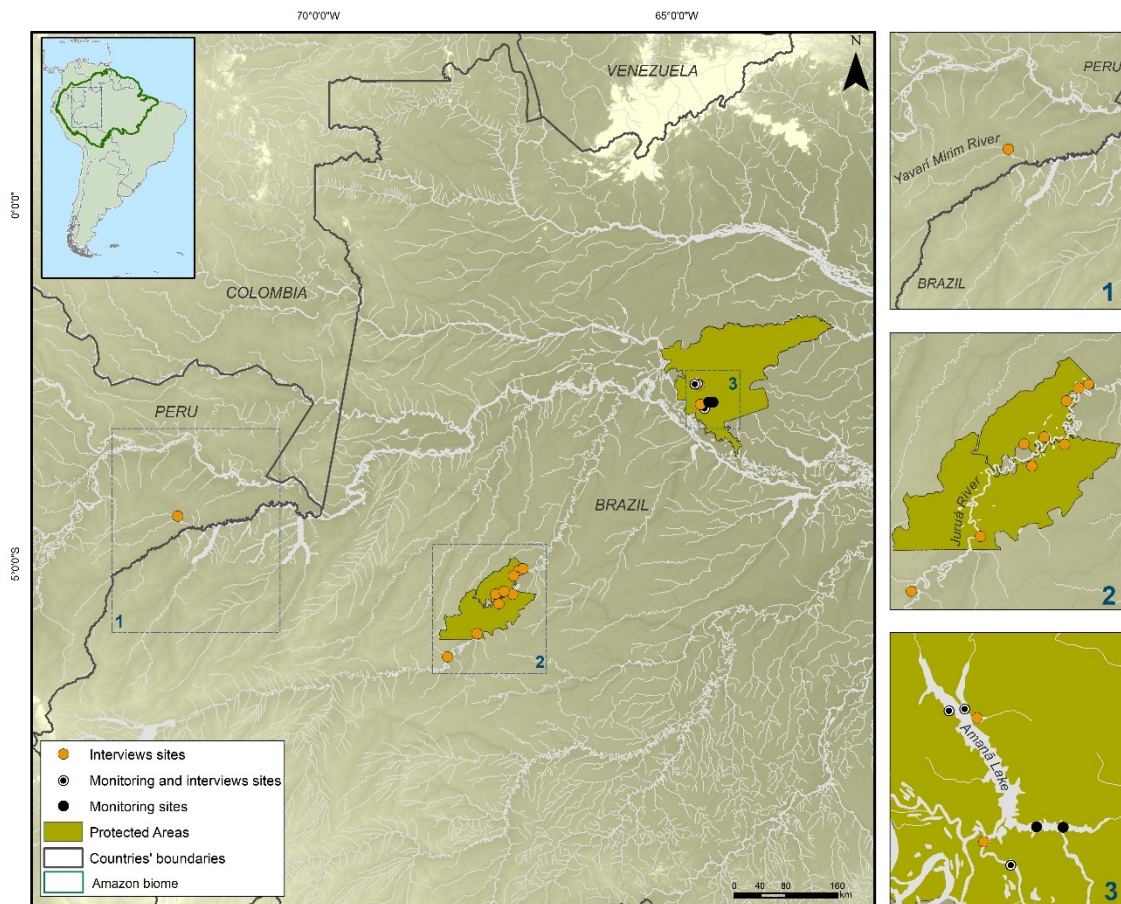 70°0'0"W
65°0'0"W
N
VENEZUELA
0°0'0"
COLOMBIA
3
PERU
BRAZIL
5°0'0"S
1
2
Interviews sites
Monitoring and interviews sites
Monitoring sites
Protected Areas
Countries' boundaries
Amazon biome
0 40 80 160
km
PERU
Yavarí Mirim River
BRAZIL
1
Juruá River
2
Amanã Lake
3